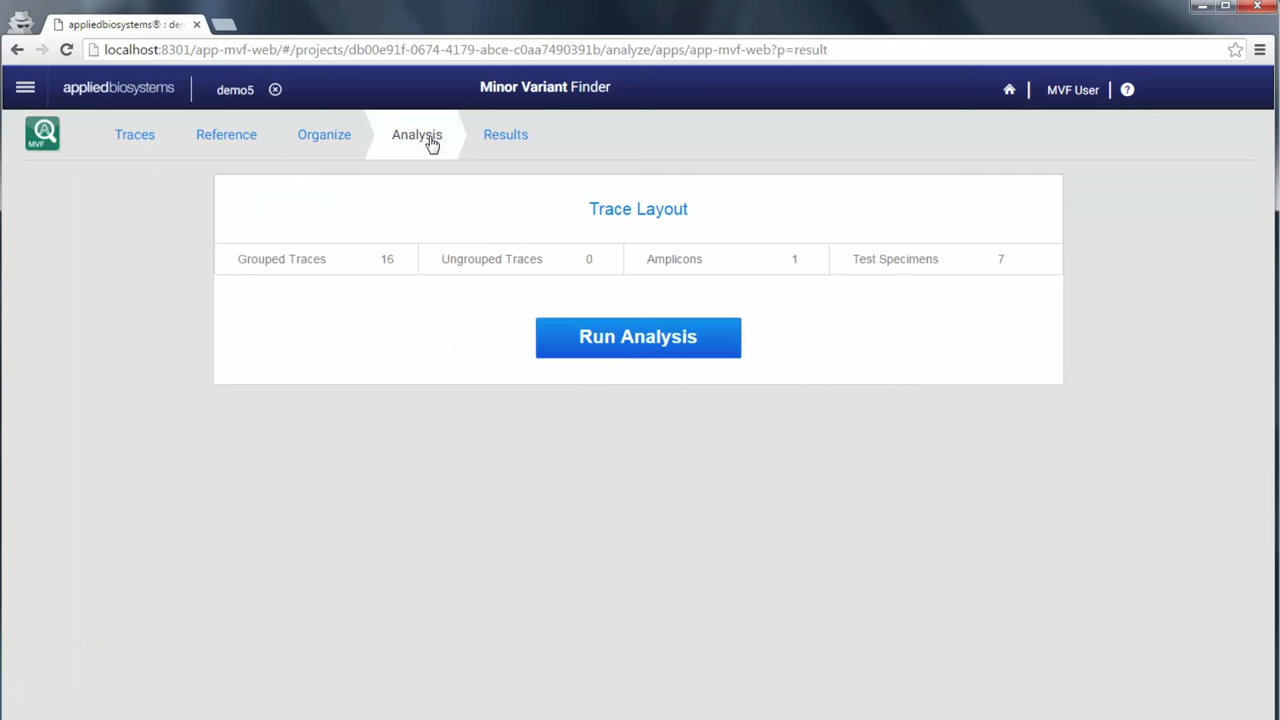 appliedbiosystems® : den
localhost:8301/app-mvf-web/#/projects/db00e91f-0674-4179-abce-c0aa7490391b/analyze/apps/app-mvf-web?p=result
appliedbiosystems demo5 Minor Variant Finder MVF User ?
MVF Traces Reference Organize Analysis Results
Trace Layout
Grouped Traces 16 Ungrouped Traces 0 Amplicons 1 Test Specimens 7
Run Analysis